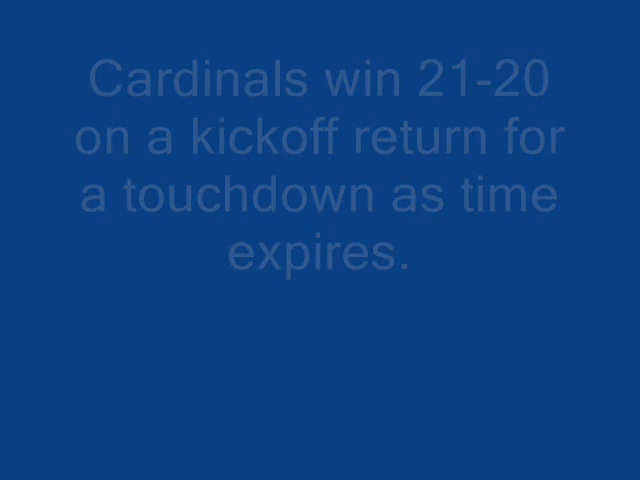 Cardinals win 21-20
on a kickoff return for
a touchdown as time
expires.